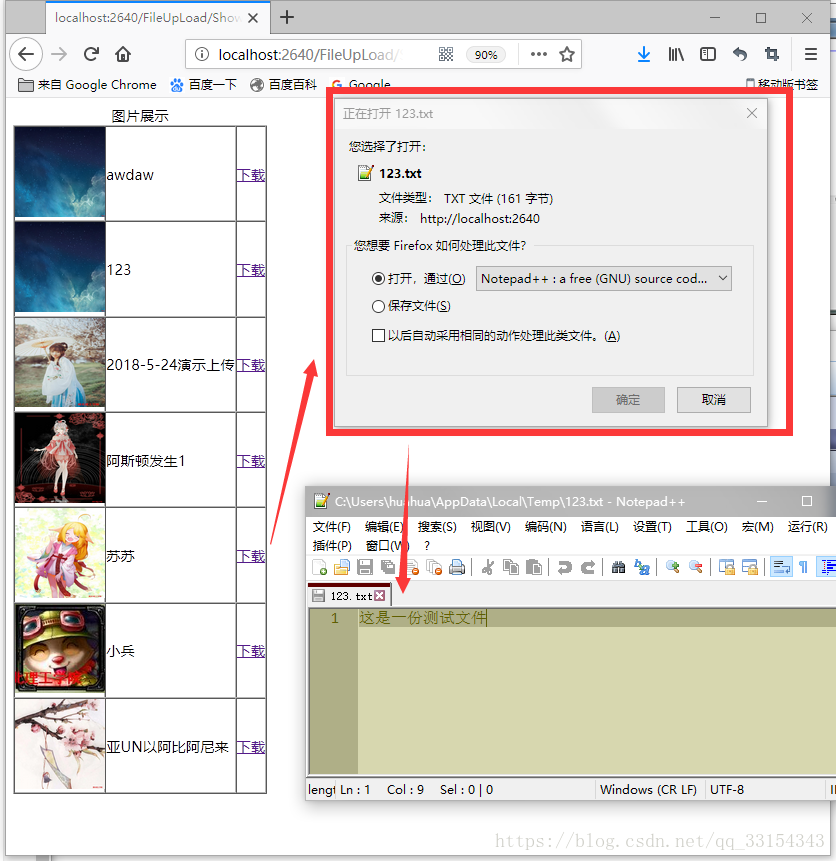 localhost:2640/FileUpLoad/Show
localhost:2640/FileUpLoad/
90%
来自 Google Chrome
百度一下
百度百科
Google
移动版书签
图片展示
awdaw
下载
123
下载
2018-5-24演示上传
下载
阿斯顿发生1
下载
苏苏
下载
小兵
下载
亚UN以阿比阿尼来
下载
正在打开 123.txt
您选择了打开:
123.txt
文件类型: TXT 文件 (161 字节)
来源: http://localhost:2640
您想要 Firefox 如何处理此文件?
打开，通过(O)
Notepad++ : a free (GNU) source cod...
保存文件(S)
以后自动采用相同的动作处理此类文件。(A)
确定
取消
C:\Users\huahua\AppData\Local\Temp\123.txt - Notepad++
文件(F) 编辑(E) 搜索(S) 视图(V) 编码(N) 语言(L) 设置(T) 工具(O) 宏(M) 运行(R)
插件(P) 窗口(W) ?
123.txt
1 这是一份测试文件
lengt Ln : 1 Col : 9 Sel : 0 | 0 Windows (CR LF) UTF-8
https://blog.csdn.net/qq_33154343